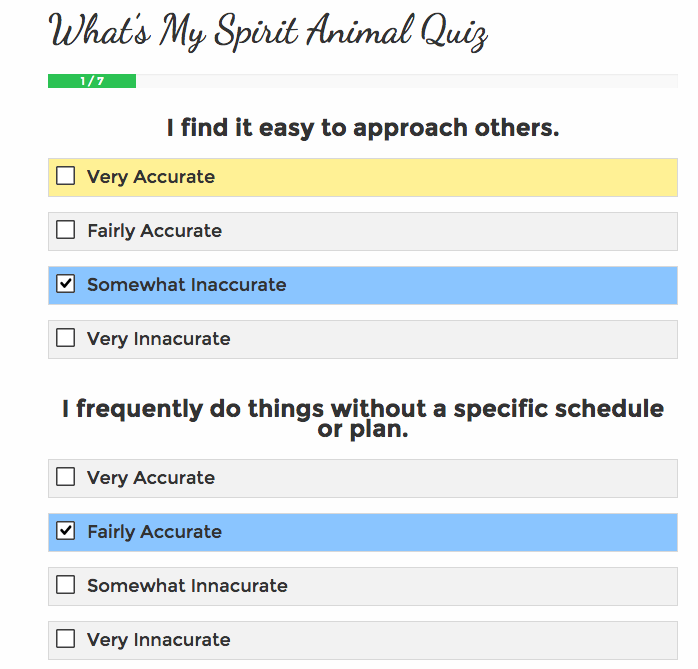 What's My Spirit Animal Quiz
1/7
I find it easy to approach others.
Very Accurate
Fairly Accurate
Somewhat Inaccurate
Very Innacurate
I frequently do things without a specific schedule
or plan.
Very Accurate
Fairly Accurate
Somewhat Innacurate
Very Innacurate